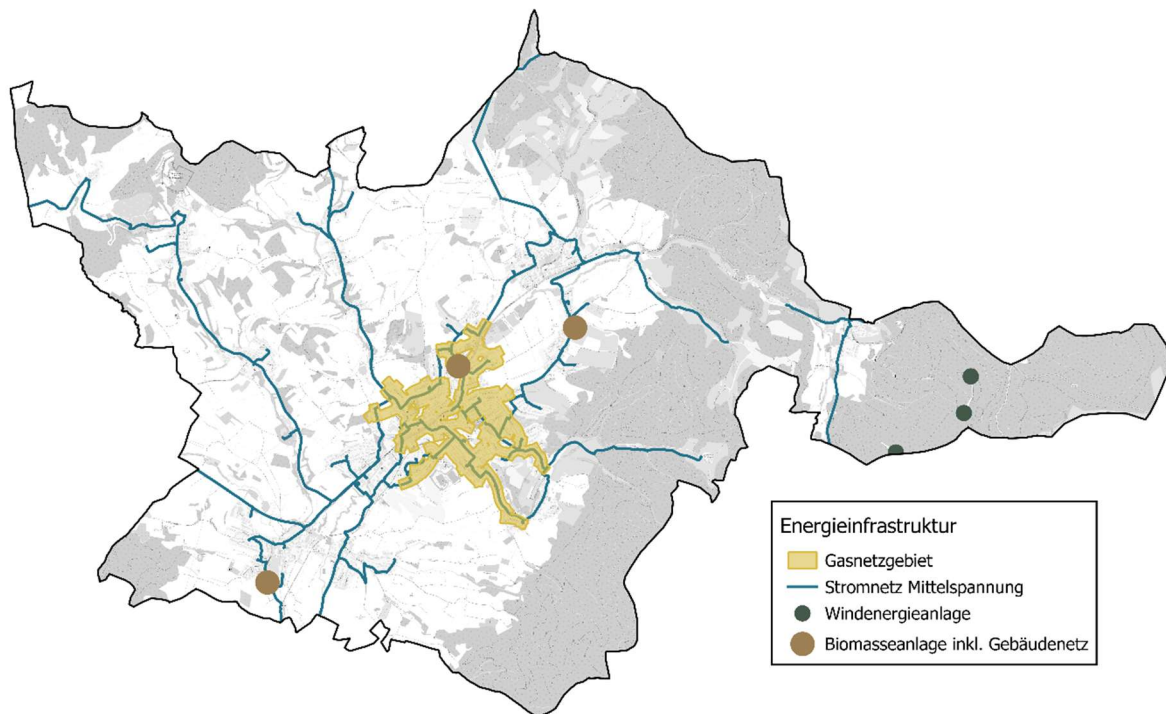 Energieinfrastruktur
Gasnetzgebiet
Stromnetz Mittelspannung
Windenergieanlage
Biomasseanlage inkl. Gebäudenetz